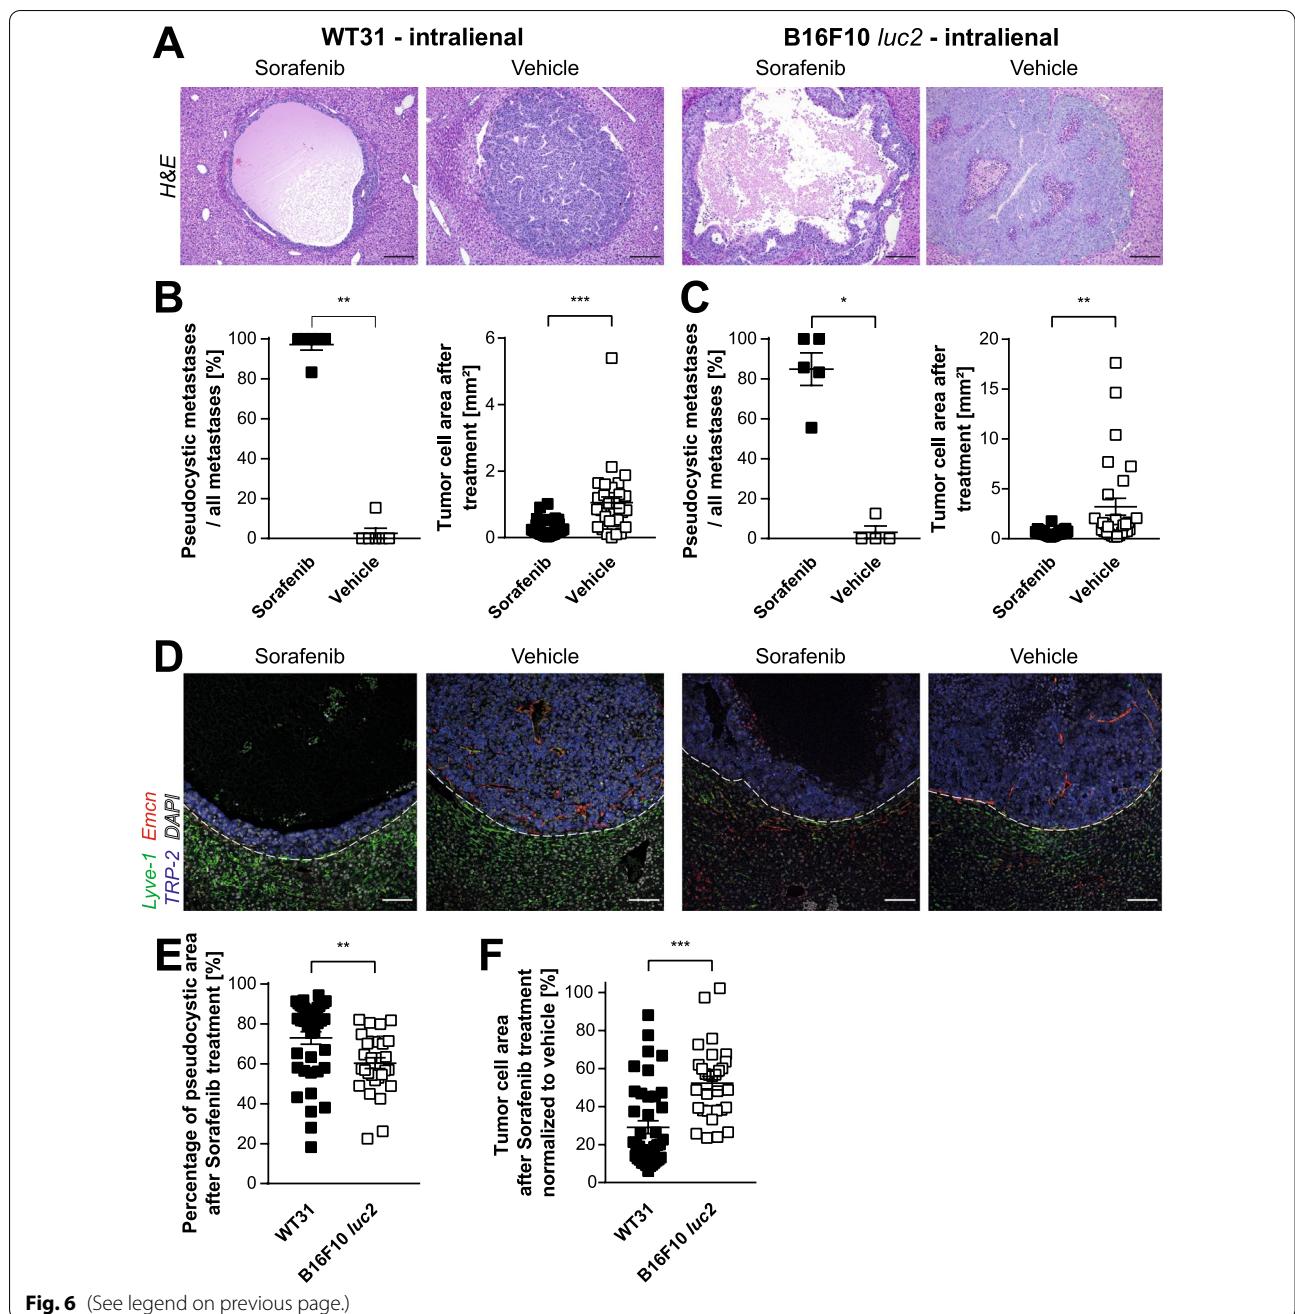 A
WT31 - intralienal
B16F10 luc2 - intralienal
Sorafenib
Vehicle
Sorafenib
Vehicle
H&E
B
Pseudocystic metastases
/ all metastases [%]
100
80
60
40
20
0
**
Sorafenib
Vehicle
Tumor cell area after
treatment [mm²]
6
4
2
0
***
Sorafenib
Vehicle
C
Pseudocystic metastases
/ all metastases [%]
100
80
60
40
20
0
*
Sorafenib
Vehicle
Tumor cell area after
treatment [mm²]
20
15
10
5
0
**
Sorafenib
Vehicle
D
Sorafenib
Vehicle
Sorafenib
Vehicle
Lyve-1 Emcn
TRP-2 DAPI
E
Percentage of pseudocystic area
after Sorafenib treatment [%]
100
80
60
40
20
0
**
WT31
B16F10 luc2
F
Tumor cell area
after Sorafenib treatment
normalized to vehicle [%]
100
80
60
40
20
0
***
WT31
B16F10 luc2
Fig. 6 (See legend on previous page.)